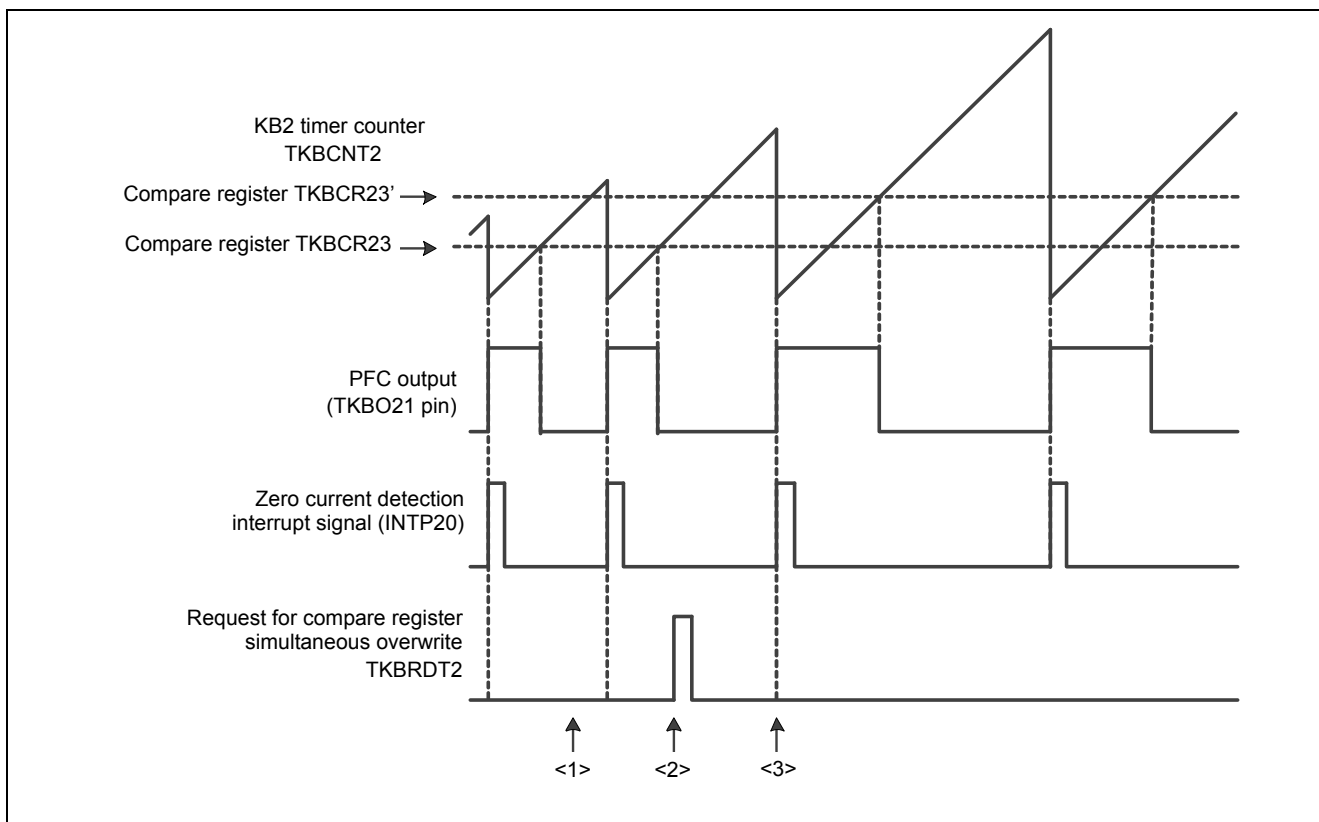 KB2 timer counter
TKBCNT2
Compare register TKBCR23’
Compare register TKBCR23
PFC output
(TKBO21 pin)
Zero current detection
interrupt signal (INTP20)
Request for compare register
simultaneous overwrite
TKBRDT2
<1> <2> <3>